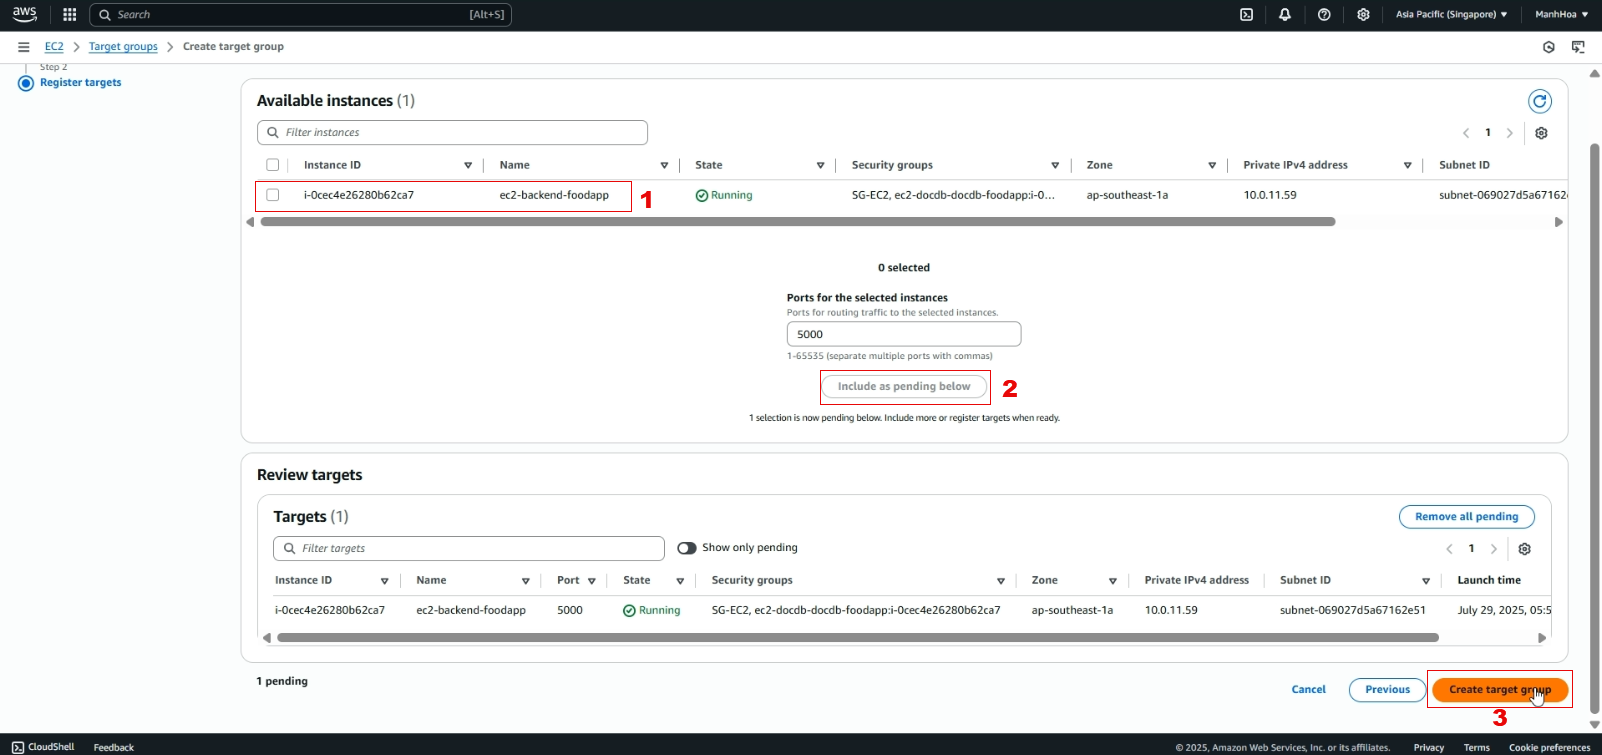 aws
Search [Alt+S] Asia Pacific (Singapore) ManhHoa
EC2 Target groups Create target group
Step 2
Register targets
Available instances (1)
Filter instances
1
Instance ID Name State Security groups Zone Private IPv4 address Subnet ID
i-0cec4e26280b62ca7 ec2-backend-foodapp 1 Running SG-EC2, ec2-docdb-docdb-foodapp:i-0... ap-southeast-1a 10.0.11.59 subnet-069027d5a67162
0 selected
Ports for the selected instances
Ports for routing traffic to the selected instances.
5000
1-65535 (separate multiple ports with commas)
Include as pending below 2
1 selection is now pending below. Include more or register targets when ready.
Review targets
Targets (1)
Remove all pending
Filter targets Show only pending
1
Instance ID Name Port State Security groups Zone Private IPv4 address Subnet ID Launch time
i-0cec4e26280b62ca7 ec2-backend-foodapp 5000 Running SG-EC2, ec2-docdb-docdb-foodapp:i-0cec4e26280b62ca7 ap-southeast-1a 10.0.11.59 subnet-069027d5a67162e51 July 29, 2025, 05:5
1 pending
Cancel Previous Create target group
3
CloudShell Feedback © 2025, Amazon Web Services, Inc. or its affiliates. Privacy Terms Cookie preferences